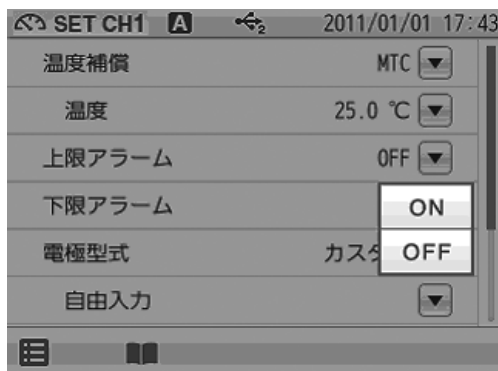 SET CH1 A 2 2011/01/01 17:43
温度補償 MTC
温度 25.0 ℃
上限アラーム OFF
下限アラーム ON
電極型式 カスタ OFF
自由入力